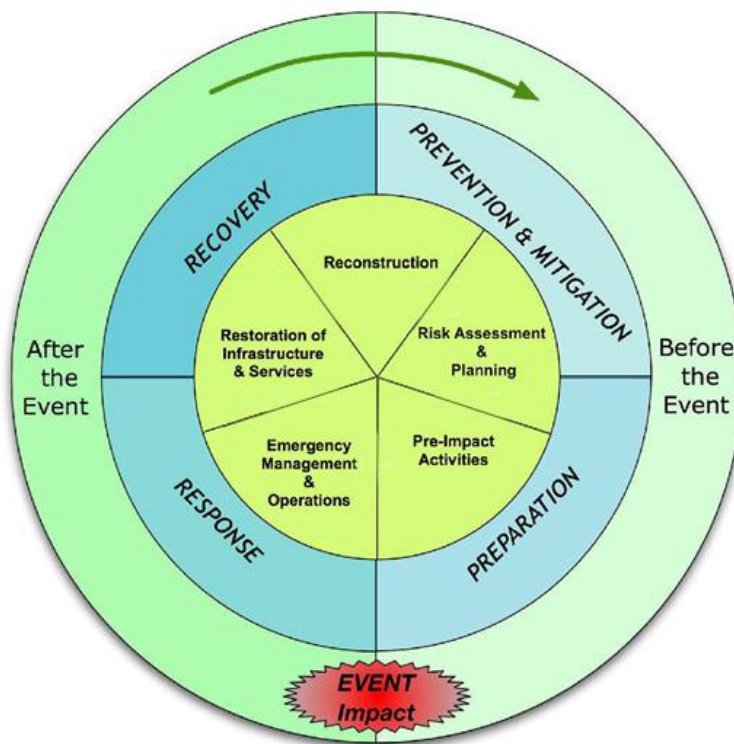 PREVENTION & MITIGATION
RECOVERY
Reconstruction
Restoration of
Infrastructure
& Services
Risk Assessment
&
Planning
After
the
Event
Before
the
Event
Emergency
Management
&
Operations
Pre-Impact
Activities
RESPONSE
PREPARATION
EVENT
Impact